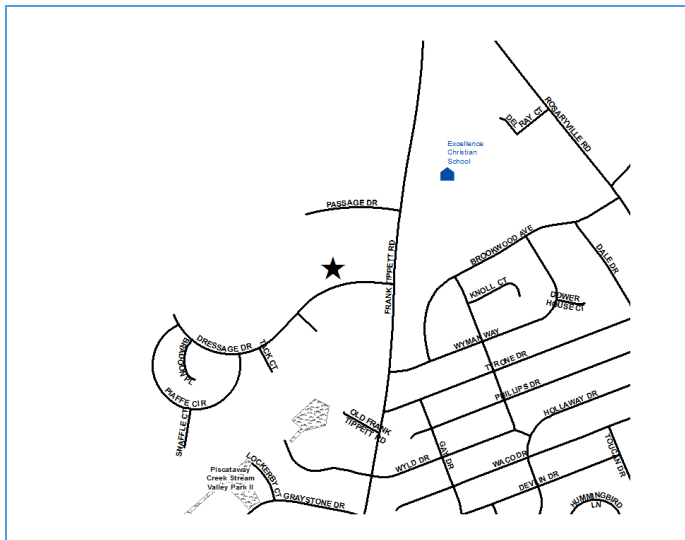 ROSARYVILLE RD
DEL RAY CT
Excellence
Christian
School
PASSAGE DR
FRANK TIPPETT RD
BROOKWOOD AVE
DALE DR
KNOLL CT
DOWER
HOUSE CT
WYMAN WAY
DRESSAGE DR
TACK CT
TYRONE DR
PHILLIPS DR
HOLLAWAY DR
PIAFFE CIR
SNAFFLE CT
OLD FRANK
TIPPETT RD
GAY DR
WYLD DR
WACO DR
TOUCAN DR
DEVLIN DR
Piscataway
Creek Stream
Valley Park II
LOCKERBY CT
GRAYSTONE DR
HUMMINGBIRD
LN